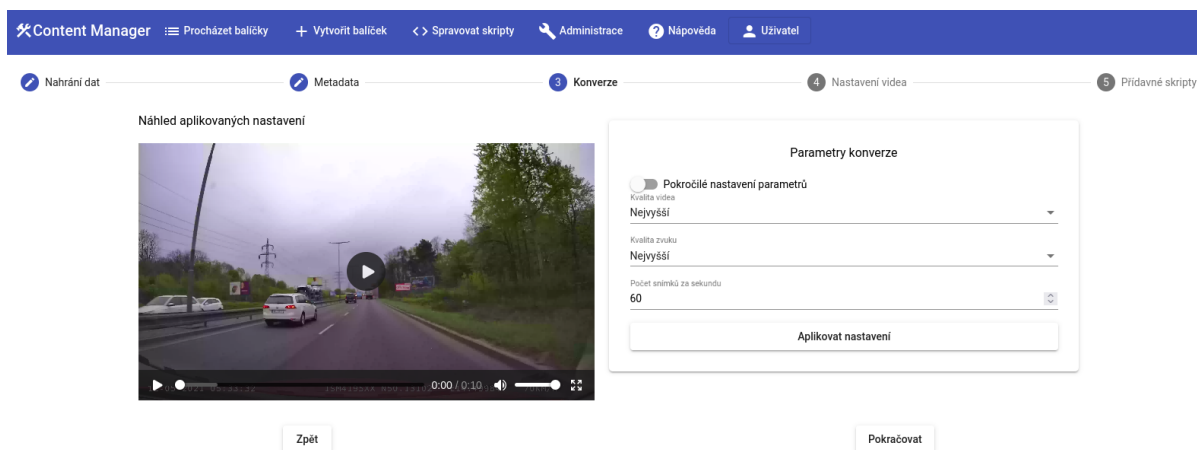 Content Manager Procházet balíčky Vytvořit balíček Spravovat skripty Administrace Nápověda Uživatel
Nahrání dat Metadata 3 Konverze 4 Nastavení videa 5 Přídavné skripty
Náhled aplikovaných nastavení
Parametry konverze
Pokročilé nastavení parametrů
Kvalita videa
Nejvyšší
Kvalita zvuku
Nejvyšší
Počet snímků za sekundu
60
Aplikovat nastavení
0:00 / 0:10
Zpět Pokračovat